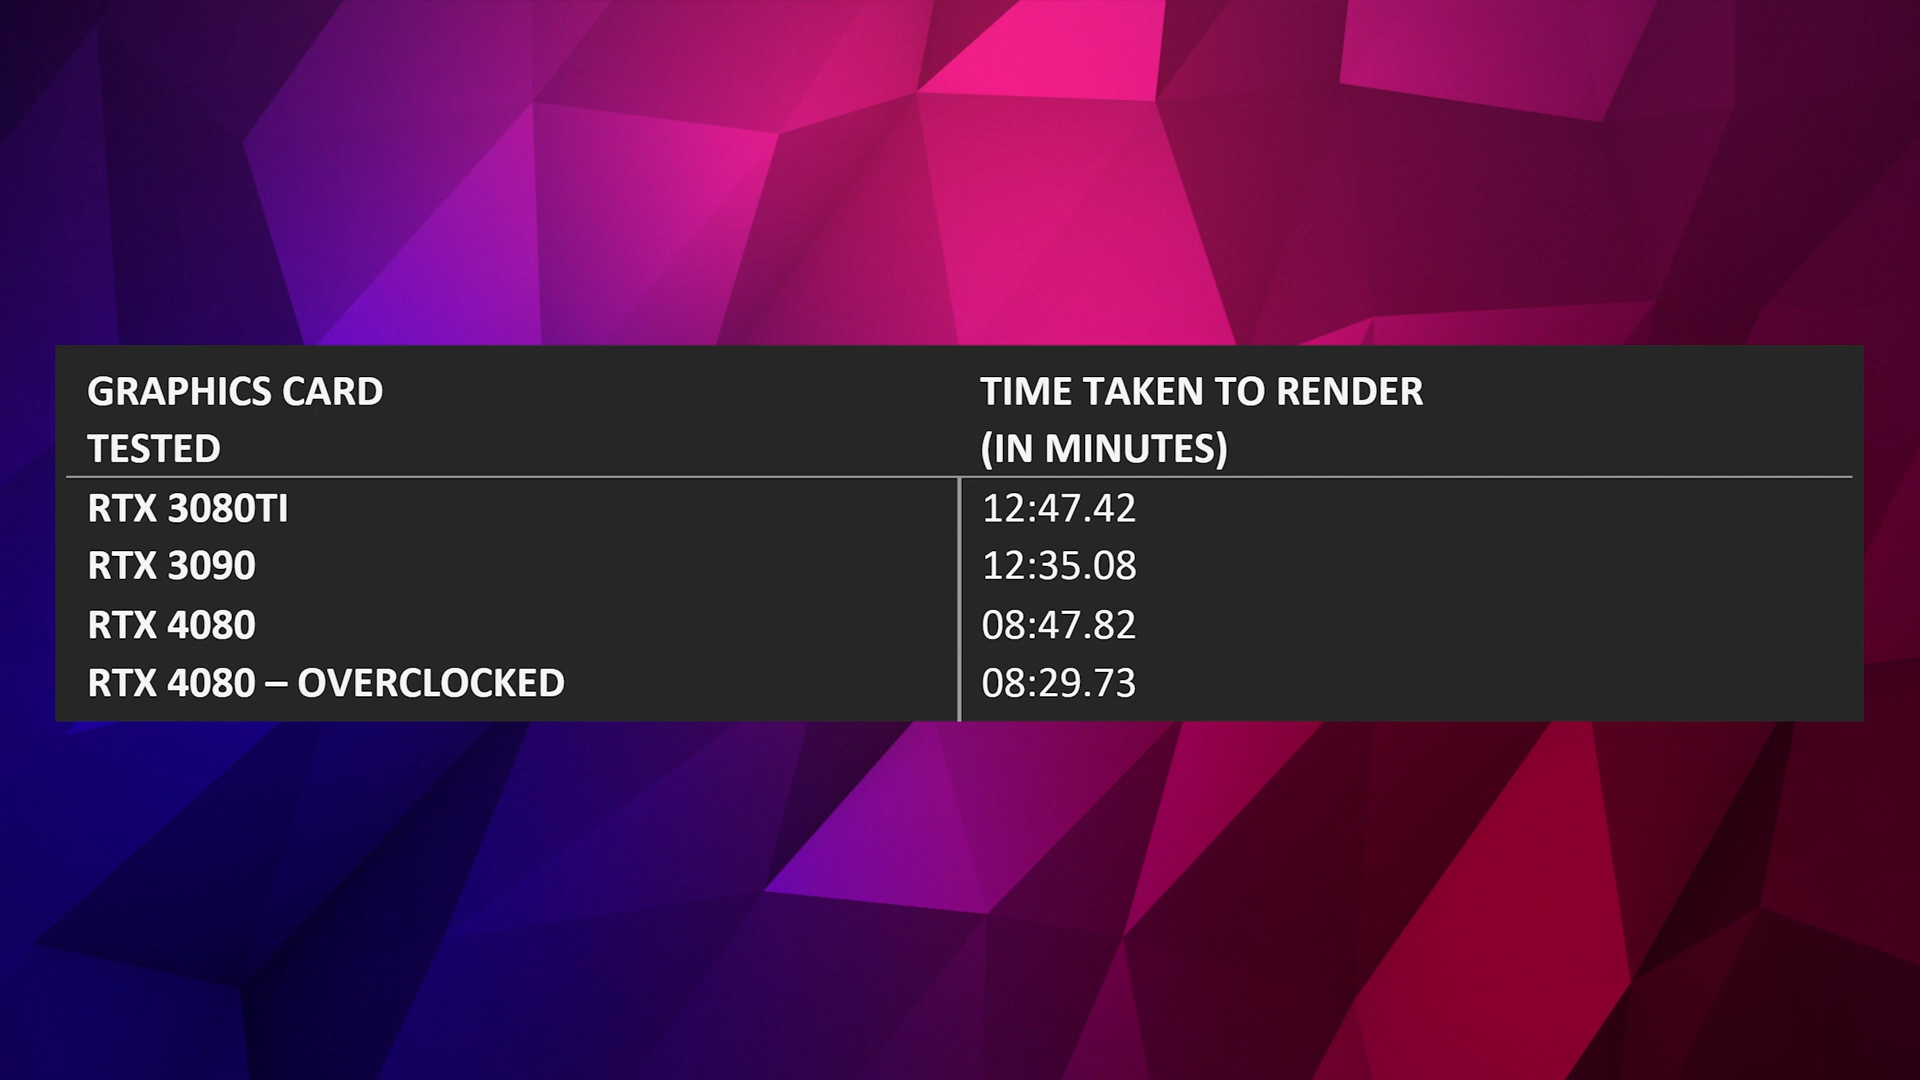 GRAPHICS CARD TESTED
TIME TAKEN TO RENDER (IN MINUTES)
RTX 3080TI 12:47.42
RTX 3090 12:35.08
RTX 4080 08:47.82
RTX 4080 – OVERCLOCKED 08:29.73